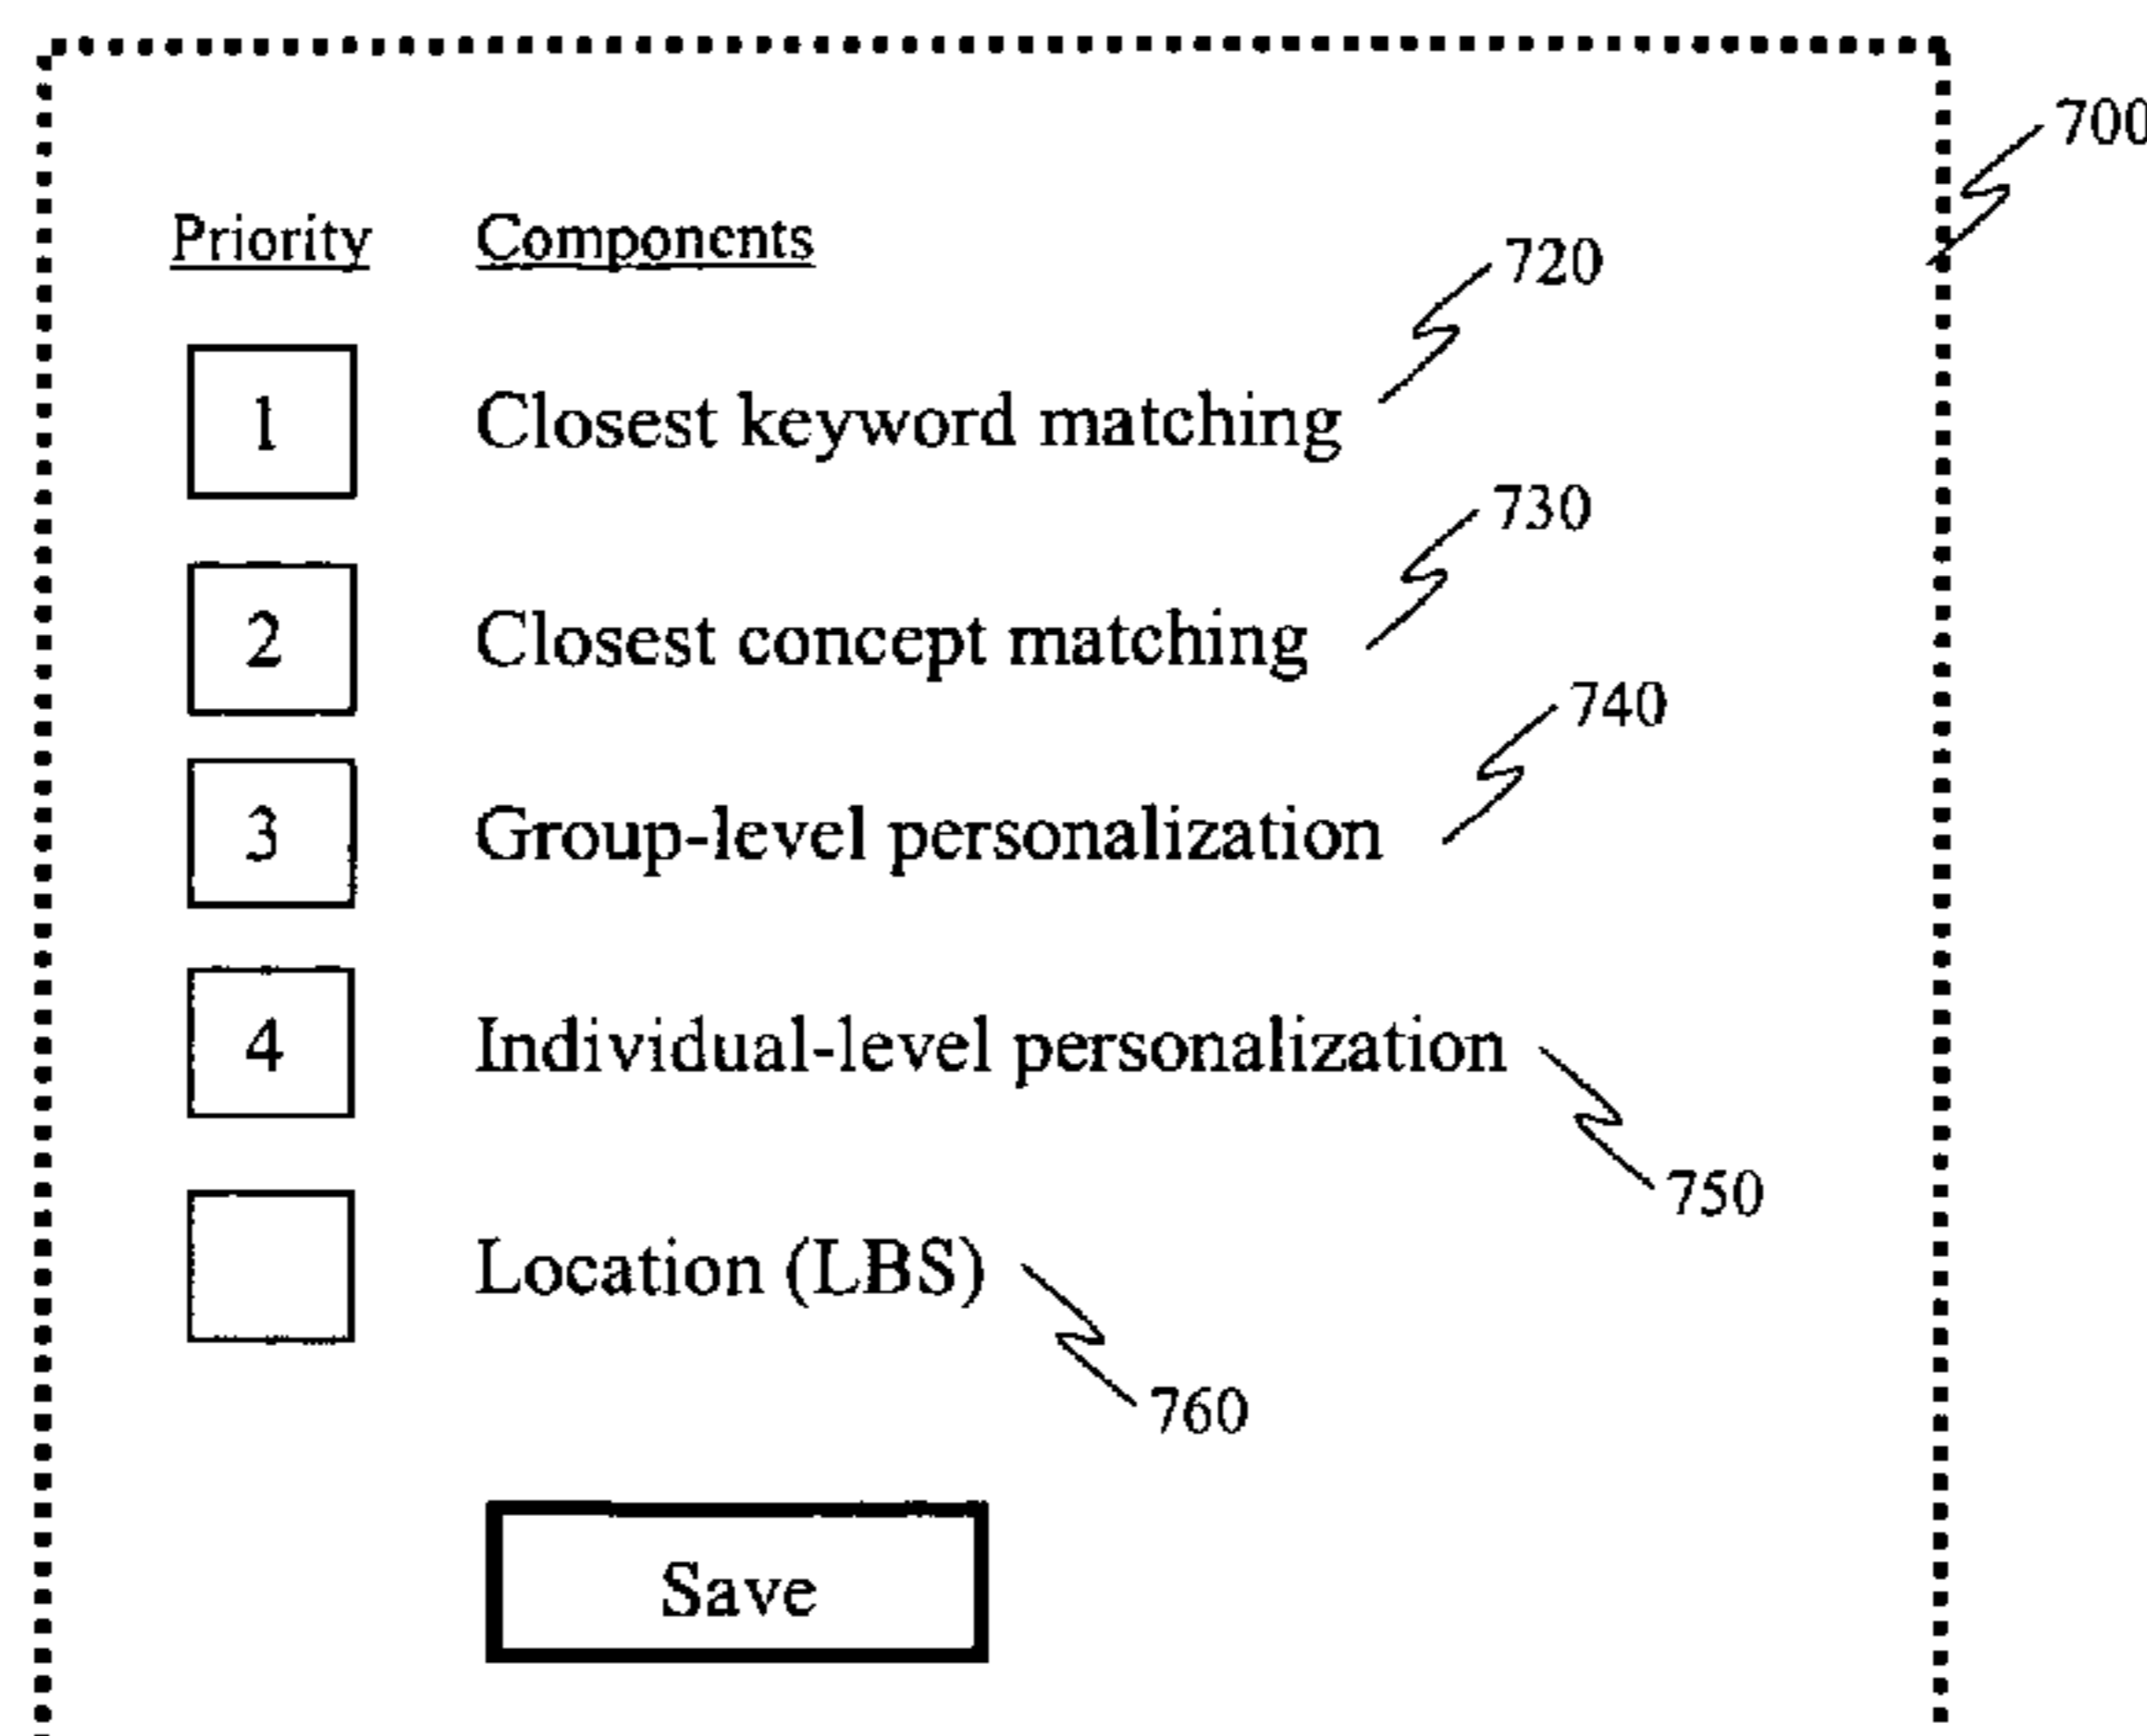 700
Priority Components
720
1 Closest keyword matching
730
2 Closest concept matching
740
3 Group-level personalization
4 Individual-level personalization
750
Location (LBS)
760
Save